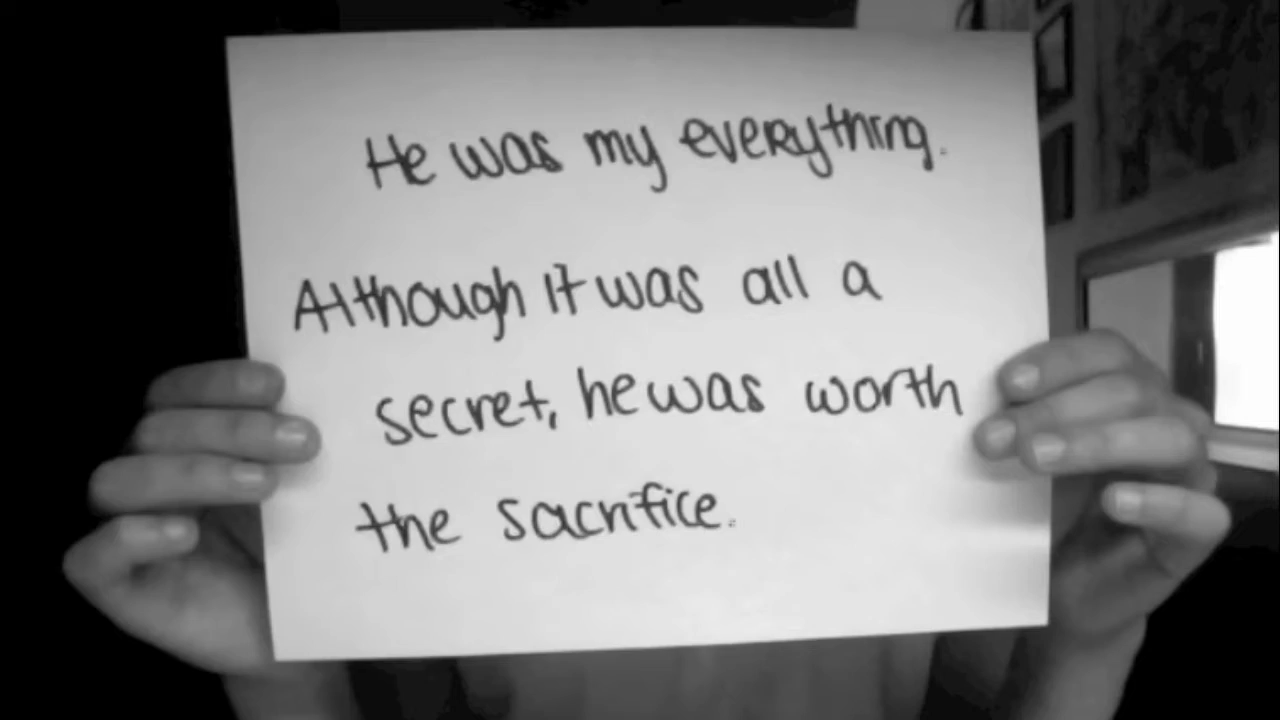 He was my everything.
Although it was all a
secret, he was worth
the sacrifice.